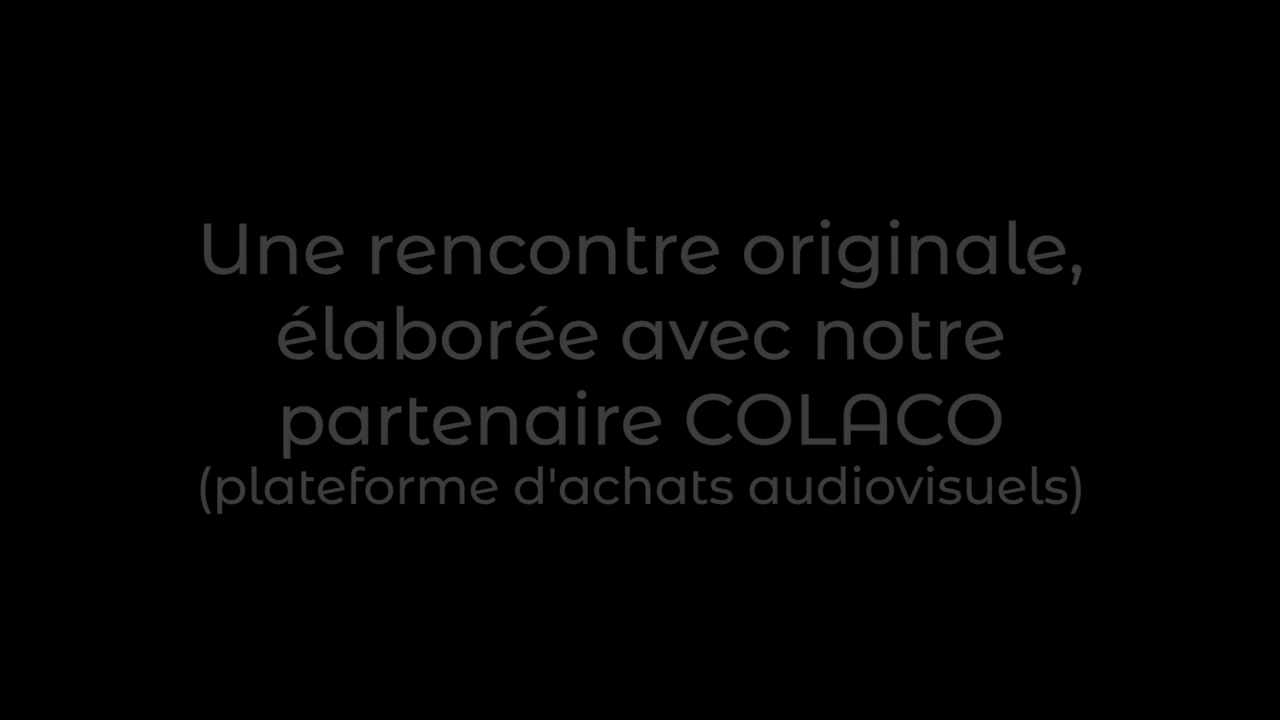 Une rencontre originale,
élaborée avec notre
partenaire COLACO
(plateforme d'achats audiovisuels)